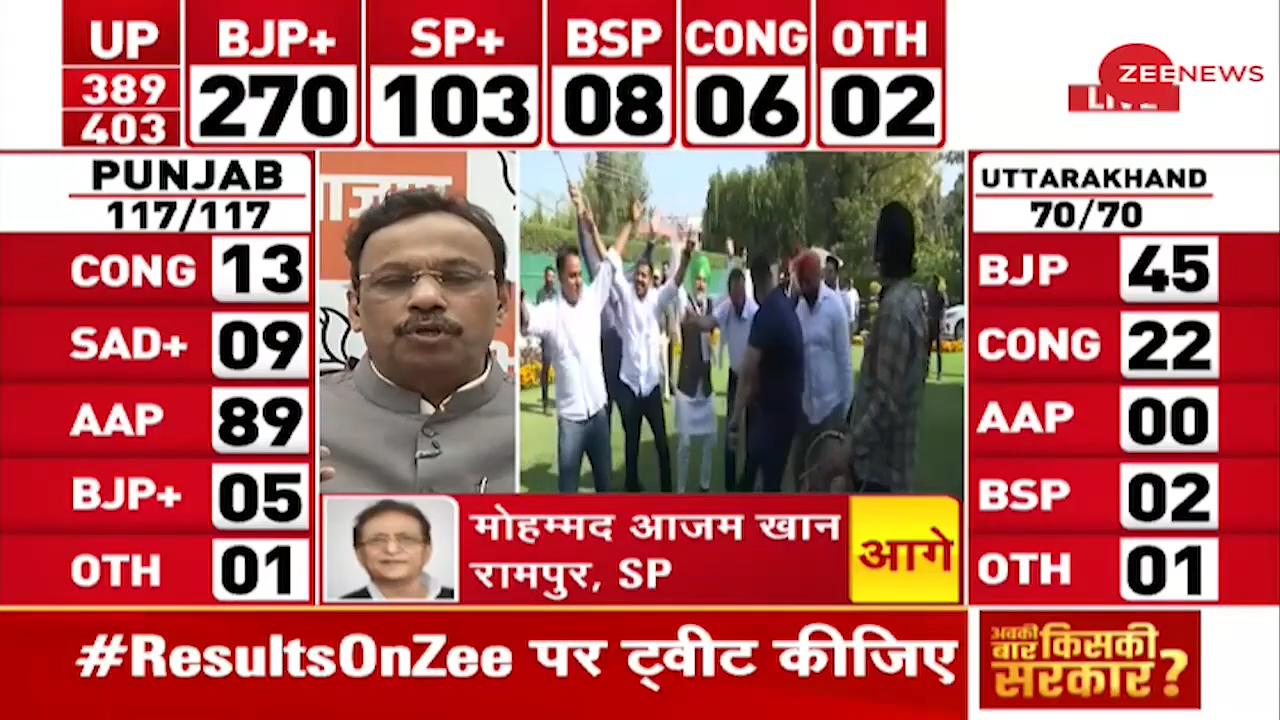 UP
389
403
BJP+
270
SP+
103
BSP
08
CONG
06
OTH
02
ZEENEWS
PUNJAB
117/117
CONG 13
SAD+ 09
AAP 89
BJP+ 05
OTH 01
UTTARAKHAND
70/70
BJP 45
CONG 22
AAP 00
BSP 02
OTH 01
मोहम्मद आजम खान
रामपुर, SP
आगे
#ResultsOnZee पर ट्वीट कीजिए
अबकी
बार किसकी
सरकार?